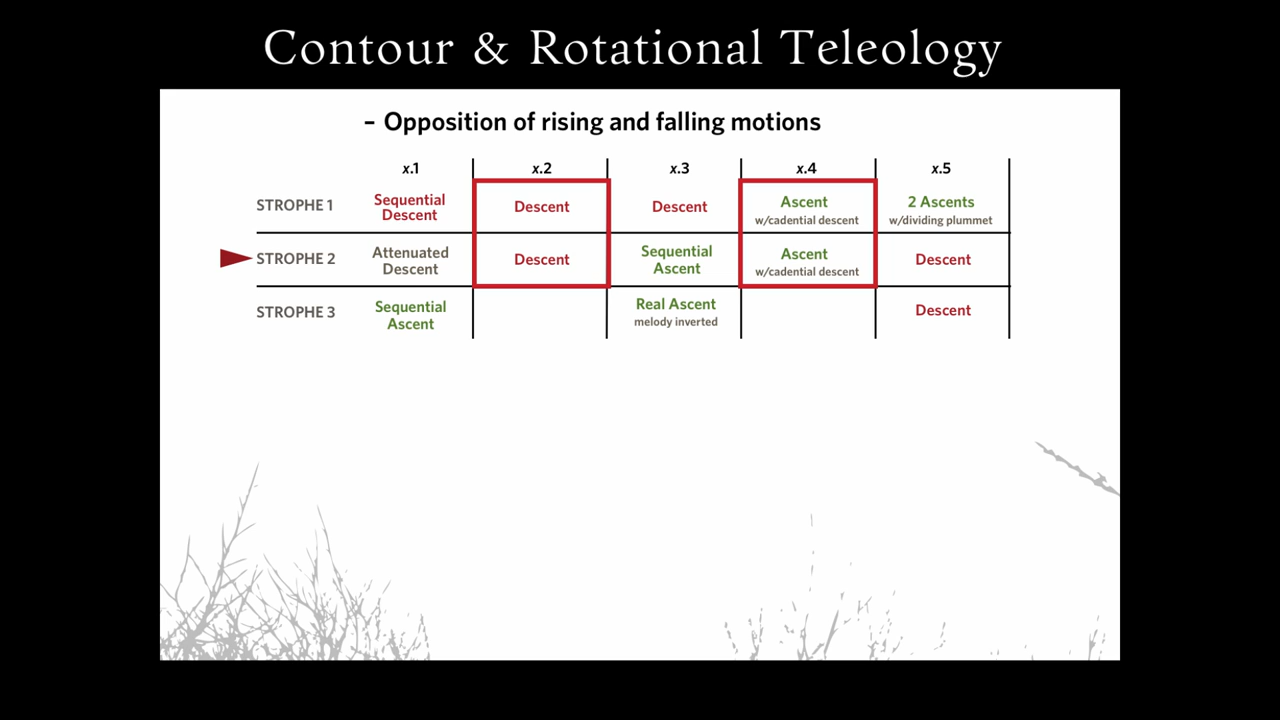 Contour & Rotational Teleology
– Opposition of rising and falling motions
x.1 x.2 x.3 x.4 x.5
STROPHE 1 Sequential Descent Descent Descent Ascent w/cadential descent 2 Ascents w/dividing plummet
STROPHE 2 Attenuated Descent Descent Sequential Ascent Ascent w/cadential descent Descent
STROPHE 3 Sequential Ascent Real Ascent melody inverted Descent